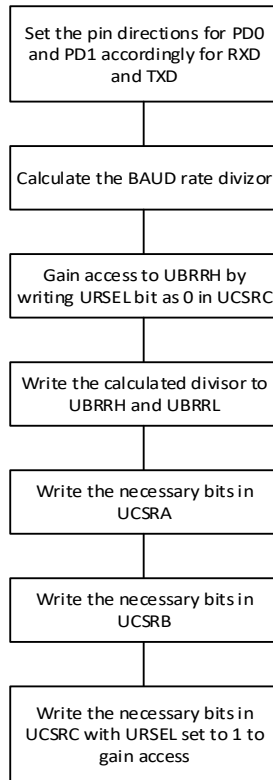 Set the pin directions for PD0
and PD1 accordingly for RXD
and TXD
Calculate the BAUD rate divizor
Gain access to UBRRH by
writing URSEL bit as 0 in UCSRC
Write the calculated divisor to
UBRRH and UBRRL
Write the necessary bits in
UCSRA
Write the necessary bits in
UCSRB
Write the necessary bits in
UCSRC with URSEL set to 1 to
gain access